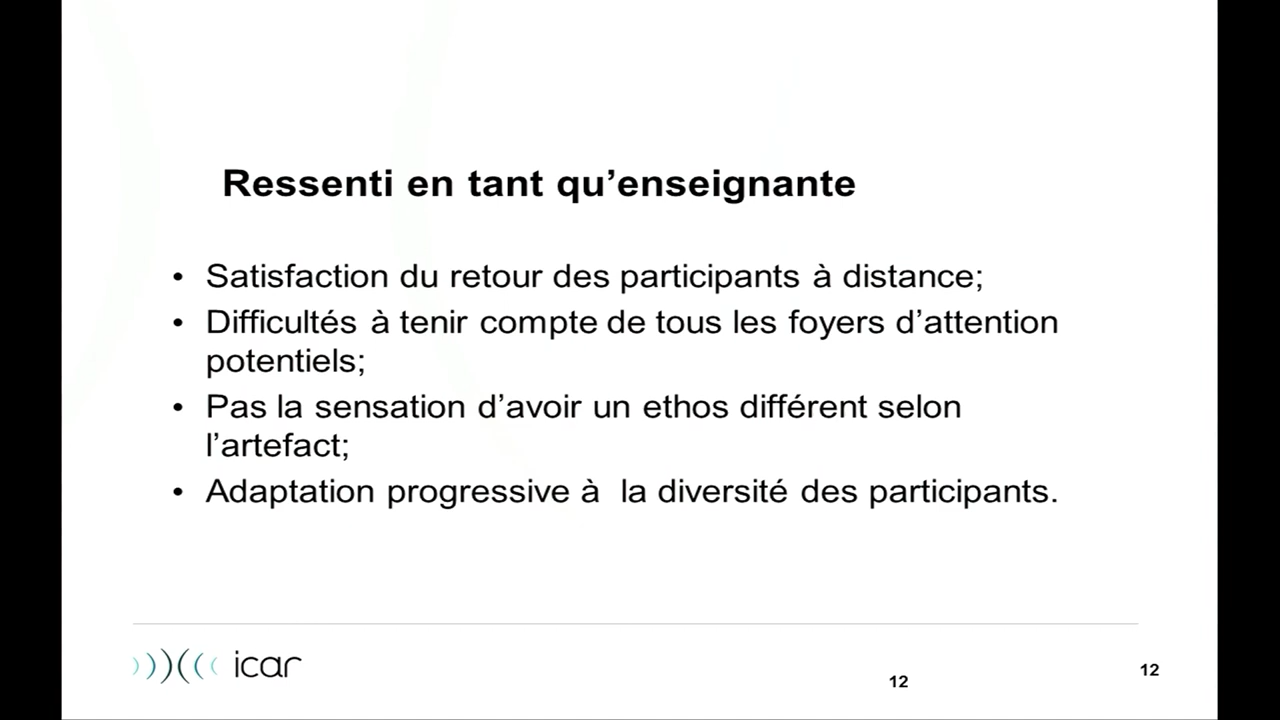 Ressenti en tant qu’enseignante
• Satisfaction du retour des participants à distance;
• Difficultés à tenir compte de tous les foyers d’attention
potentiels;
• Pas la sensation d’avoir un ethos différent selon
l’artefact;
• Adaptation progressive à  la diversité des participants.
icar
12
12